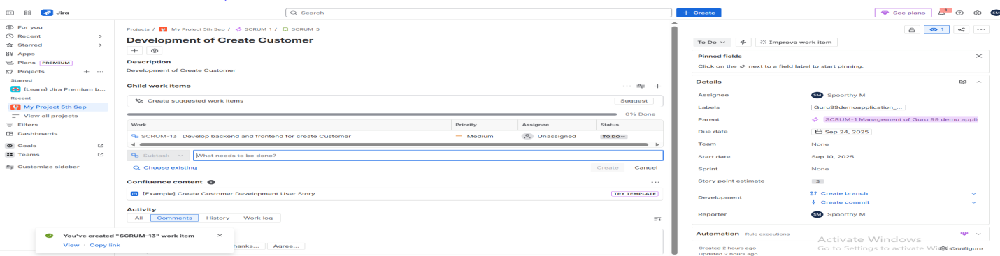 Jira
Search
+ Create
See plans
1
SM
For you
Recent
Starred
Apps
Plans PREMIUM
Projects
Starred
(Learn) Jira Premium b...
Recent
My Project 5th Sep
View all projects
Filters
Dashboards
Goals
Teams
Customize sidebar
Projects / My Project 5th Sep / SCRUM-1 / SCRUM-5
Development of Create Customer
Description
Development of Create Customer
Child work items
Create suggested work items
Suggest
0% Done
Work Priority Assignee Status
SCRUM-13 Develop backend and frontend for create Customer Medium Unassigned TO DO
Subtask What needs to be done?
Choose existing Create Cancel
Confluence content
[Example] Create Customer Development User Story TRY TEMPLATE
Activity
All Comments History Work log
hanks... Agree...
You've created "SCRUM-13" work item
View · Copy link
1
To Do Improve work item
Pinned fields
Click on the next to a field label to start pinning.
Details
Assignee SM Spoorthy M
Labels Guru99demoapplication_...
Parent SCRUM-1 Management of Guru 99 demo appli
Due date Sep 24, 2025
Team None
Start date Sep 10, 2025
Sprint None
Story point estimate 3
Development Create branch
Create commit
Reporter SM Spoorthy M
Automation Rule executions
Created 2 hours ago
Updated 2 hours ago
Configure
Activate Windows
Go to Settings to activate Wi